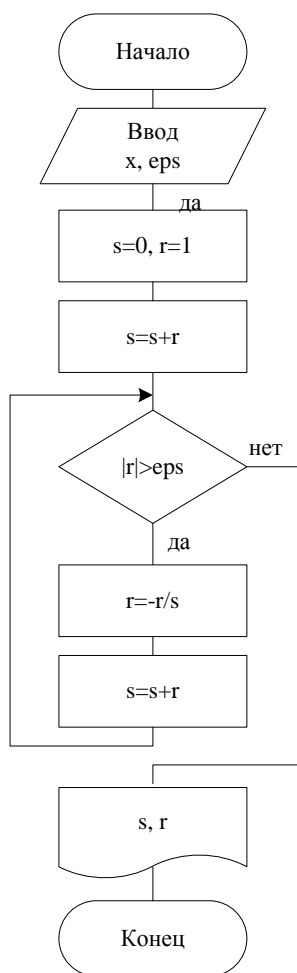 Начало
Ввод
x, eps
да
s=0, r=1
s=s+r
|r|>eps
нет
да
r=-r/s
s=s+r
s, r
Конец